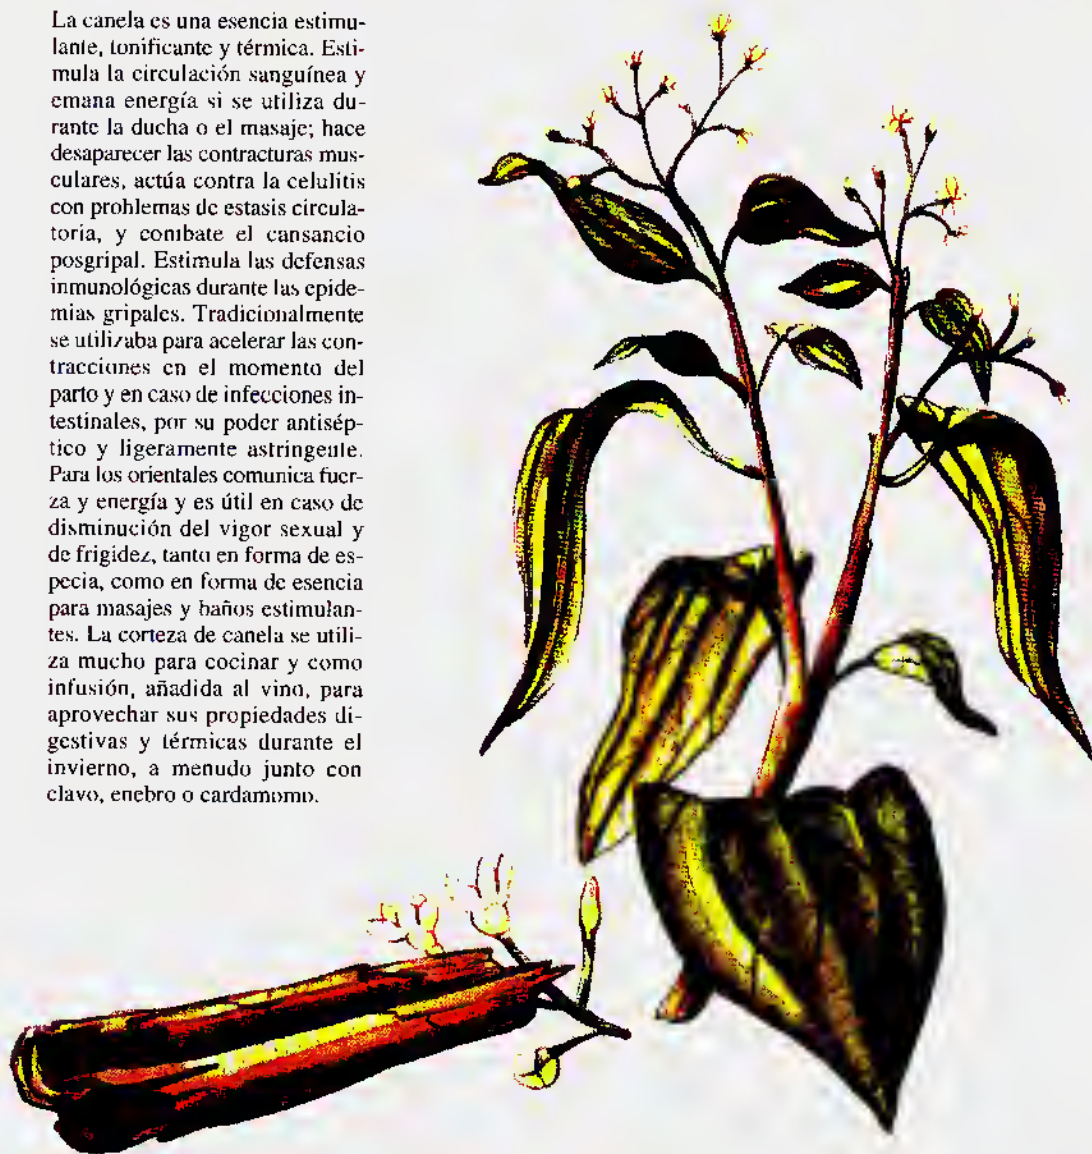 La canela es una esencia estimu-
lante, tonificante y térmica. Esti-
mula la circulación sanguínea y
emana energía si se utiliza du-
rante la ducha o el masaje; hace
desaparecer las contracturas mus-
culares, actúa contra la celulitis
con problemas de estasis circula-
toria, y combate el cansancio
posgripal. Estimula las defensas
inmunológicas durante las epide-
mias gripales. Tradicionalmente
se utilizaba para acelerar las con-
tracciones en el momento del
parto y en caso de infecciones in-
testinales, por su poder antisép-
tico y ligeramente astringente.
Para los orientales comunica fuer-
za y energía y es útil en caso de
disminución del vigor sexual y
de frigidez, tanto en forma de es-
pecia, como en forma de esencia
para masajes y baños estimulan-
tes. La corteza de canela se utili-
za mucho para cocinar y como
infusión, añadida al vino, para
aprovechar sus propiedades di-
gestivas y térmicas durante el
invierno, a menudo junto con
clavo, enebro o cardamomo.